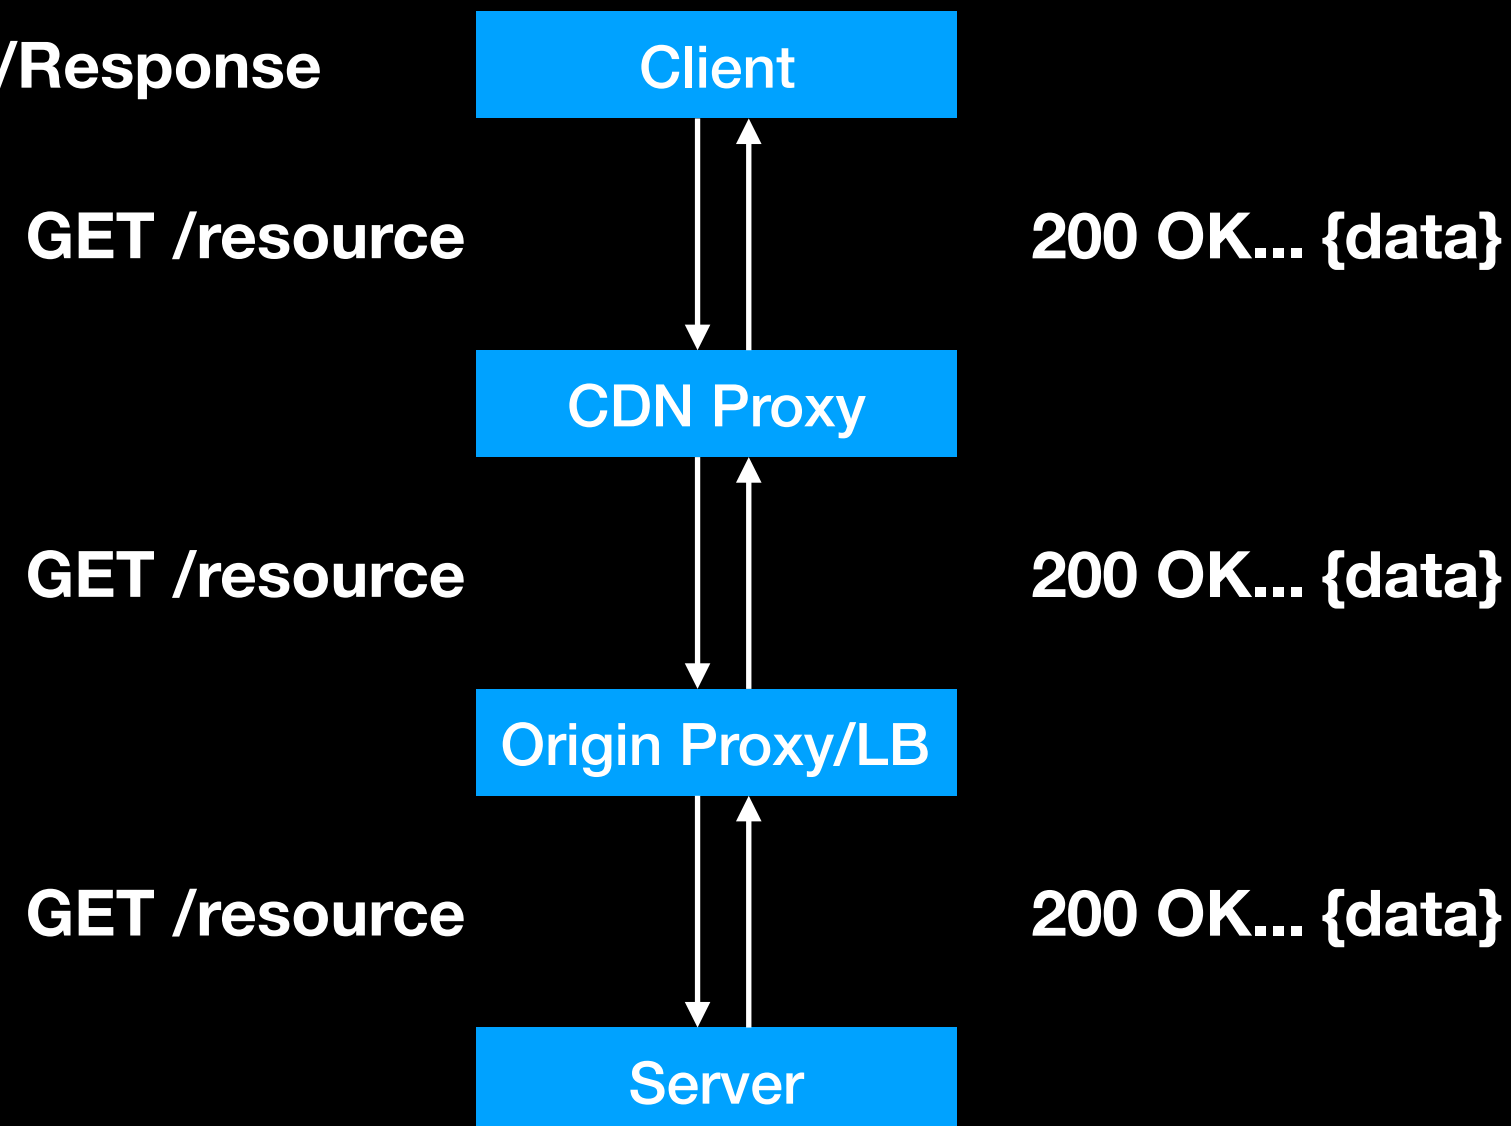 /Response
Client
GET /resource
200 OK... {data}
CDN Proxy
GET /resource
200 OK... {data}
Origin Proxy/LB
GET /resource
200 OK... {data}
Server